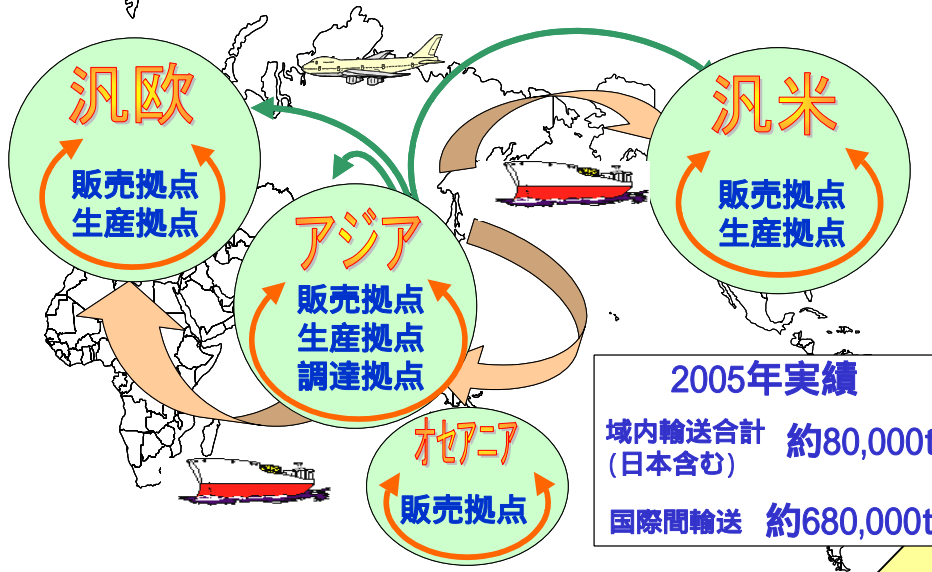 汎欧
販売拠点
生産拠点
汎米
販売拠点
生産拠点
アジア
販売拠点
生産拠点
調達拠点
オセアニア
販売拠点
2005年実績
域内輸送合計 約80,000t
(日本含む)
国際間輸送 約680,000t